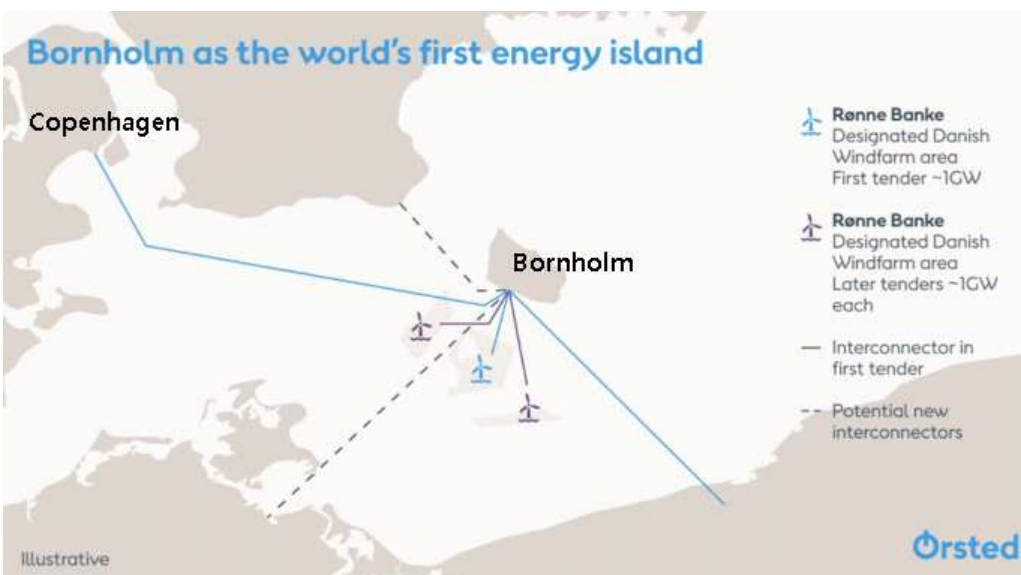 Bornholm as the world's first energy island
Copenhagen
Bornholm
Rønne Banke
Designated Danish
Windfarm area
First tender ~1GW
Rønne Banke
Designated Danish
Windfarm area
Later tenders ~1GW
each
Interconnector in
first tender
Potential new
interconnectors
Illustrative
Ørsted